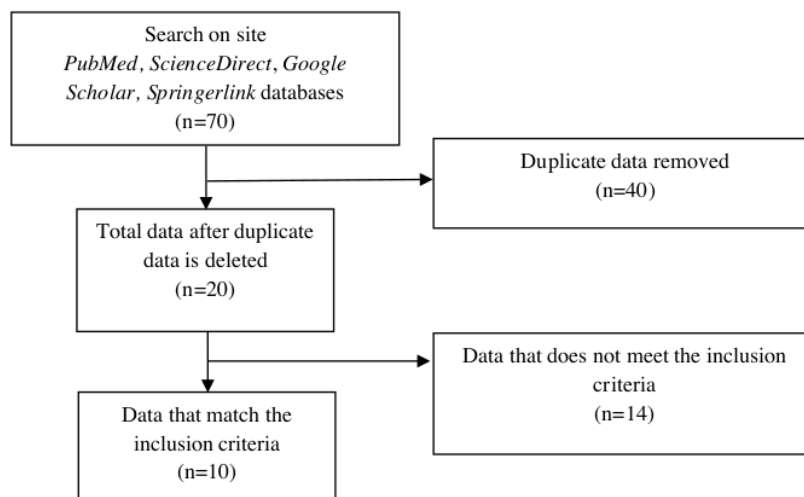 Search on site
PubMed, ScienceDirect, Google
Scholar, Springerlink databases
(n=70)
Duplicate data removed
(n=40)
Total data after duplicate
data is deleted
(n=20)
Data that does not meet the inclusion
criteria
(n=14)
Data that match the
inclusion criteria
(n=10)